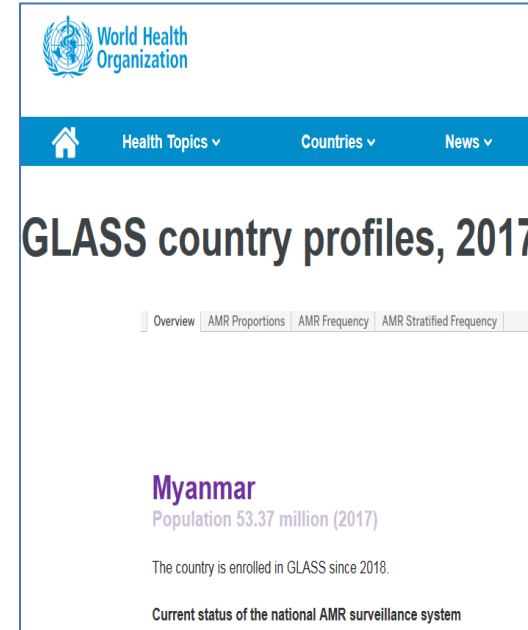 World Health
Organization
Health Topics Countries News
GLASS country profiles, 2017
Overview AMR Proportions AMR Frequency AMR Stratified Frequency
Myanmar
Population 53.37 million (2017)
The country is enrolled in GLASS since 2018.
Current status of the national AMR surveillance system